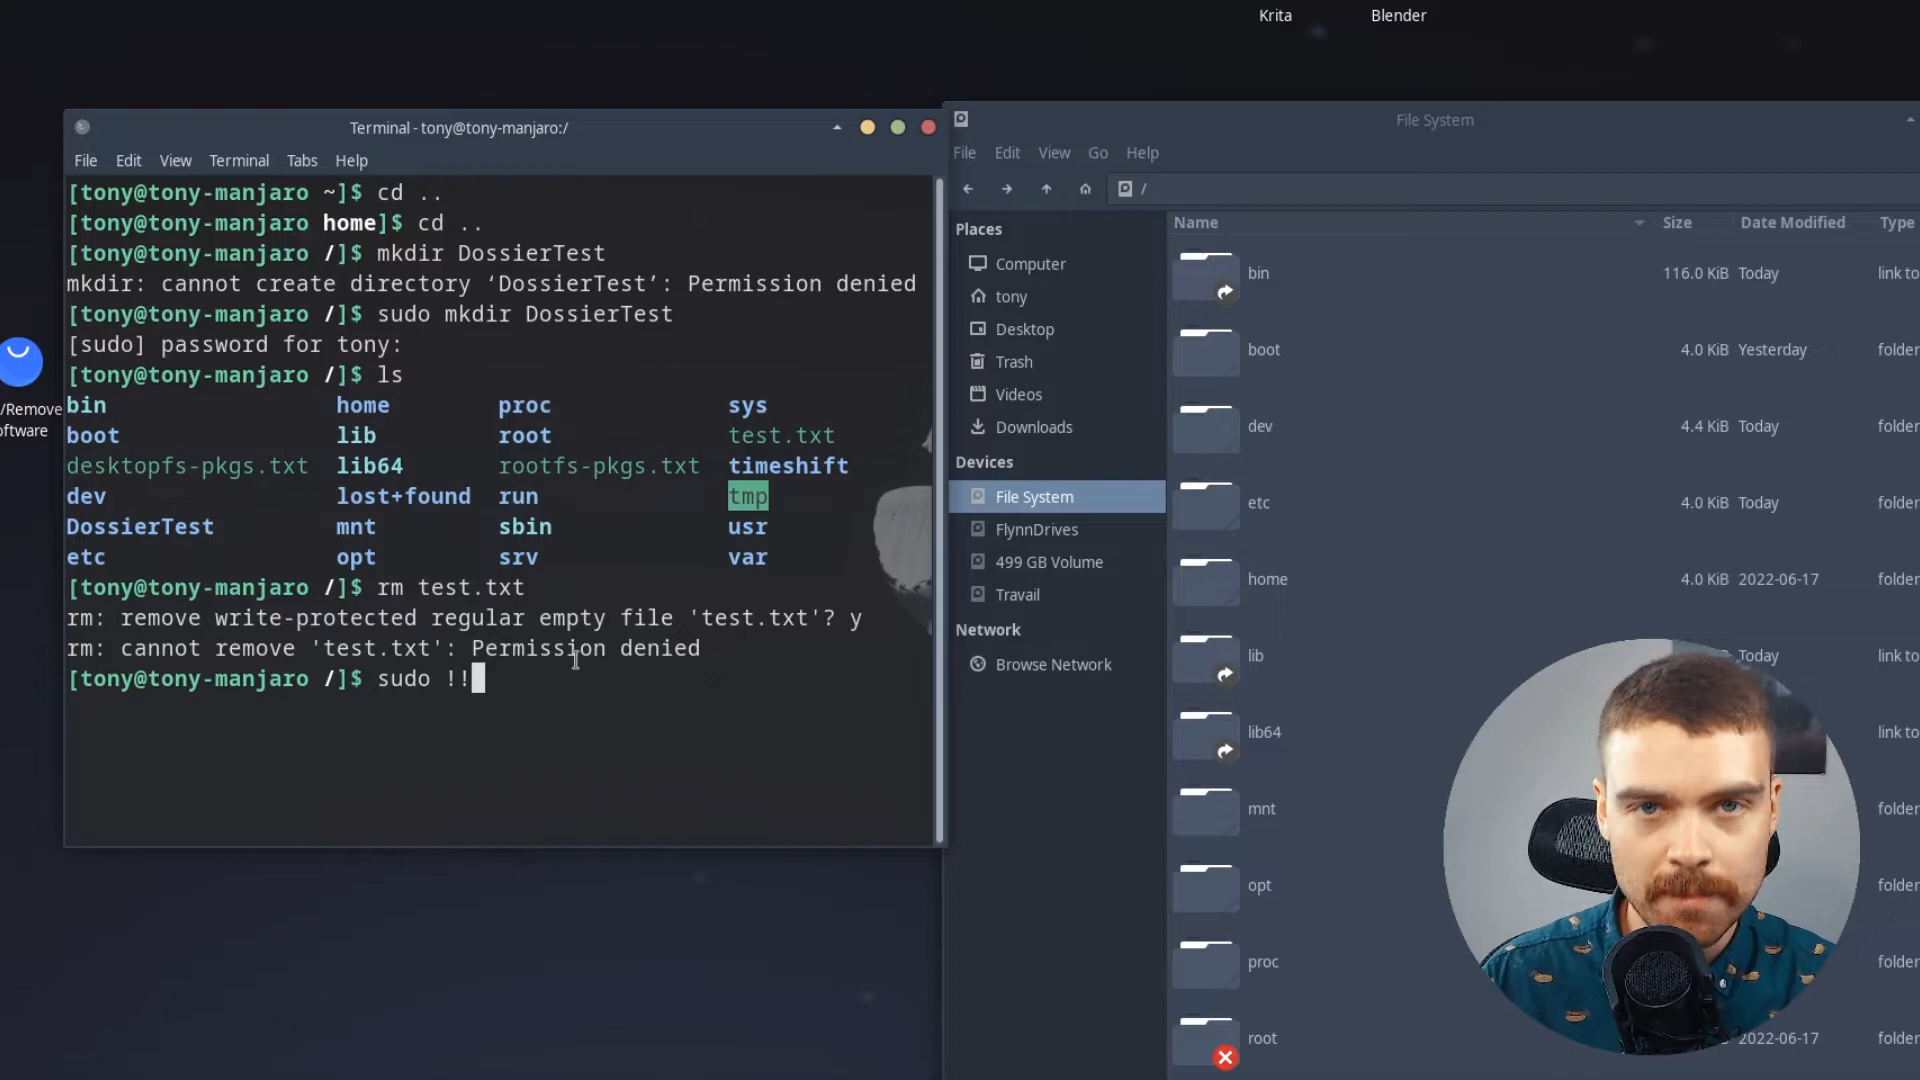 Krita Blender
Terminal - tony@tony-manjaro:/
File Edit View Terminal Tabs Help
[tony@tony-manjaro ~]$ cd ..
[tony@tony-manjaro home]$ cd ..
[tony@tony-manjaro /]$ mkdir DossierTest
mkdir: cannot create directory ‘DossierTest’: Permission denied
[tony@tony-manjaro /]$ sudo mkdir DossierTest
[sudo] password for tony:
[tony@tony-manjaro /]$ ls
bin home proc sys
boot lib root test.txt
desktopfs-pkgs.txt lib64 rootfs-pkgs.txt timeshift
dev lost+found run tmp
DossierTest mnt sbin usr
etc opt srv var
[tony@tony-manjaro /]$ rm test.txt
rm: remove write-protected regular empty file 'test.txt'? y
rm: cannot remove 'test.txt': Permission denied
[tony@tony-manjaro /]$ sudo !!
/Remove
oftware
File System
File Edit View Go Help
/
Places
Computer
tony
Desktop
Trash
Videos
Downloads
Devices
File System
FlynnDrives
499 GB Volume
Travail
Network
Browse Network
Name Size Date Modified Type
bin 116.0 KiB Today link to
boot 4.0 KiB Yesterday folder
dev 4.4 KiB Today folder
etc 4.0 KiB Today folder
home 4.0 KiB 2022-06-17 folder
lib Today link to
lib64 link to
mnt folder
opt folder
proc folder
root 2022-06-17 folder